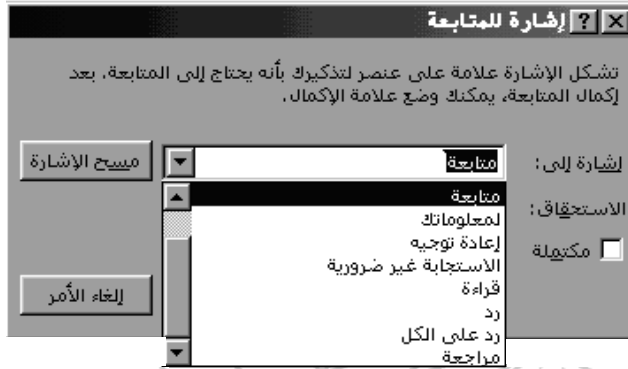 إشارة للمتابعة
تشكل الإشارة علامة على عنصر لتذكيرك بأنه يحتاج إلى المتابعة. بعد
إكمال المتابعة، يمكنك وضع علامة الإكمال.
إشارة إلى: متابعة مسح الإشارة
متابعة
الاستحقاق: لمعلوماتك
مكتملة إعادة توجيه
الاستجابة غير ضرورية
قراءة
إلغاء الأمر
رد
رد على الكل
مراجعة